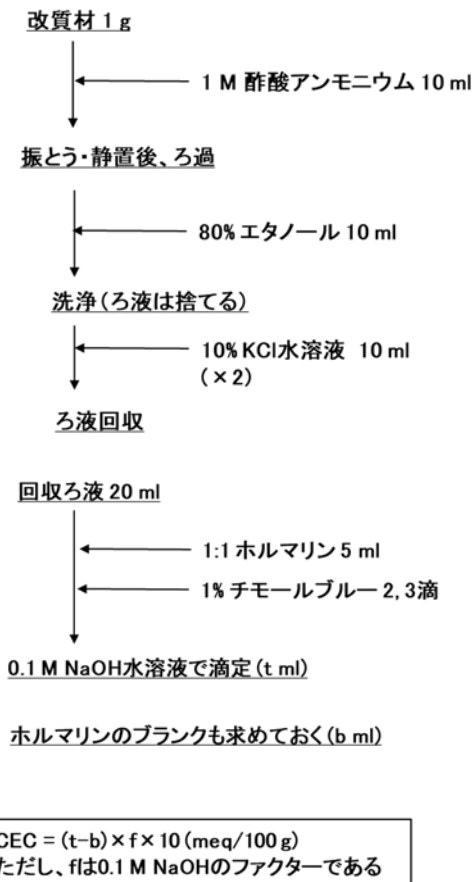 改質材 1 g
1 M 酢酸アンモニウム 10 ml
振とう・静置後、ろ過
80% エタノール 10 ml
洗浄（ろ液は捨てる）
10% KCl水溶液 10 ml
（×2）
ろ液回収
回収ろ液 20 ml
1:1 ホルマリン 5 ml
1% チモールブルー 2, 3滴
0.1 M NaOH水溶液で滴定（t ml）
ホルマリンのブランクも求めておく（b ml）
CEC = (t-b) × f × 10 (meq/100 g)
ただし、fは0.1 M NaOHのファクターである